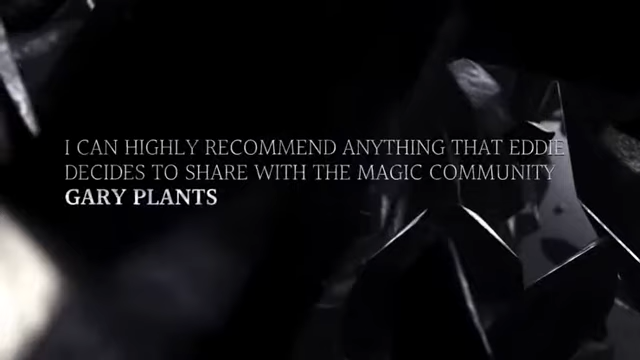 I CAN HIGHLY RECOMMEND ANYTHING THAT EDDIE
DECIDES TO SHARE WITH THE MAGIC COMMUNITY
GARY PLANTS